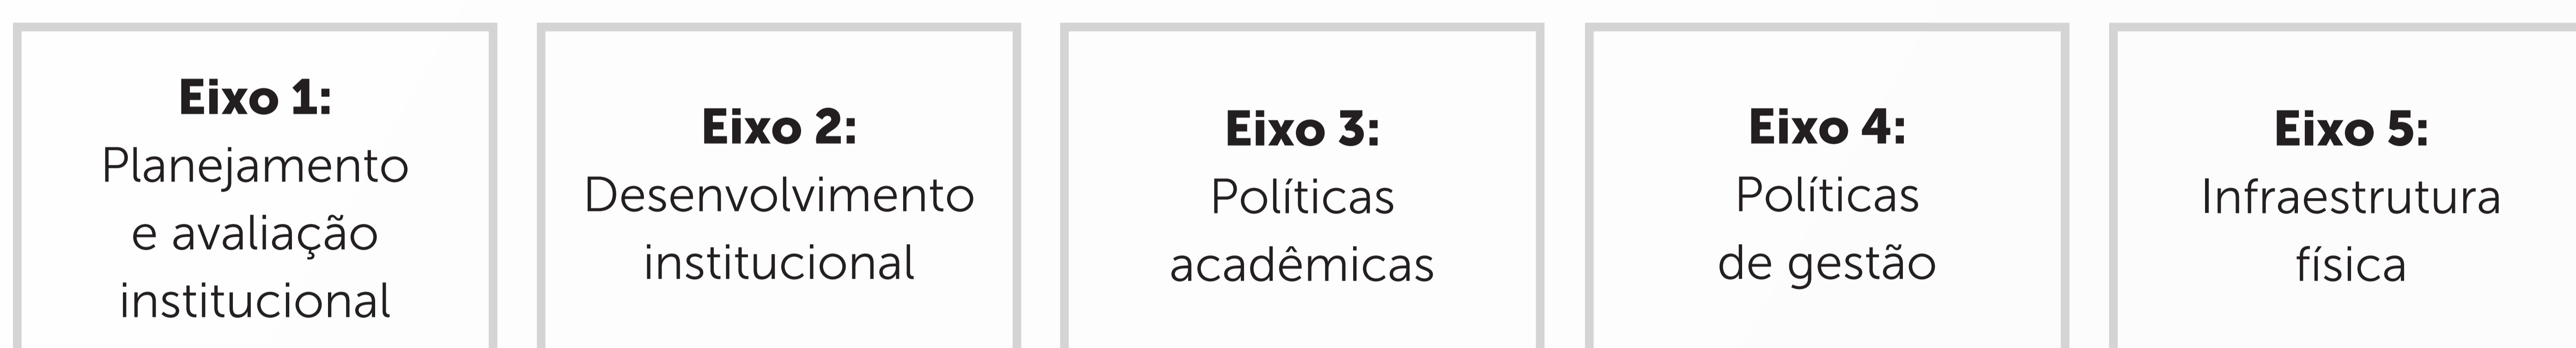 Eixo 1:
Planejamento
e avaliação
institucional
Eixo 2:
Desenvolvimento
institucional
Eixo 3:
Políticas
acadêmicas
Eixo 4:
Políticas
de gestão
Eixo 5:
Infraestrutura
física